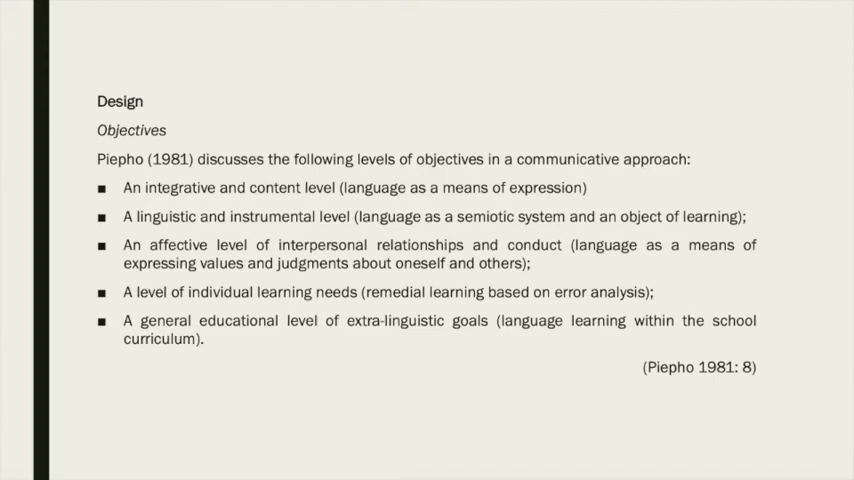 Design
Objectives
Piepho (1981) discusses the following levels of objectives in a communicative approach:
■ An integrative and content level (language as a means of expression)
■ A linguistic and instrumental level (language as a semiotic system and an object of learning);
■ An affective level of interpersonal relationships and conduct (language as a means of
expressing values and judgments about oneself and others);
■ A level of individual learning needs (remedial learning based on error analysis);
■ A general educational level of extra-linguistic goals (language learning within the school
curriculum).
(Piepho 1981: 8)